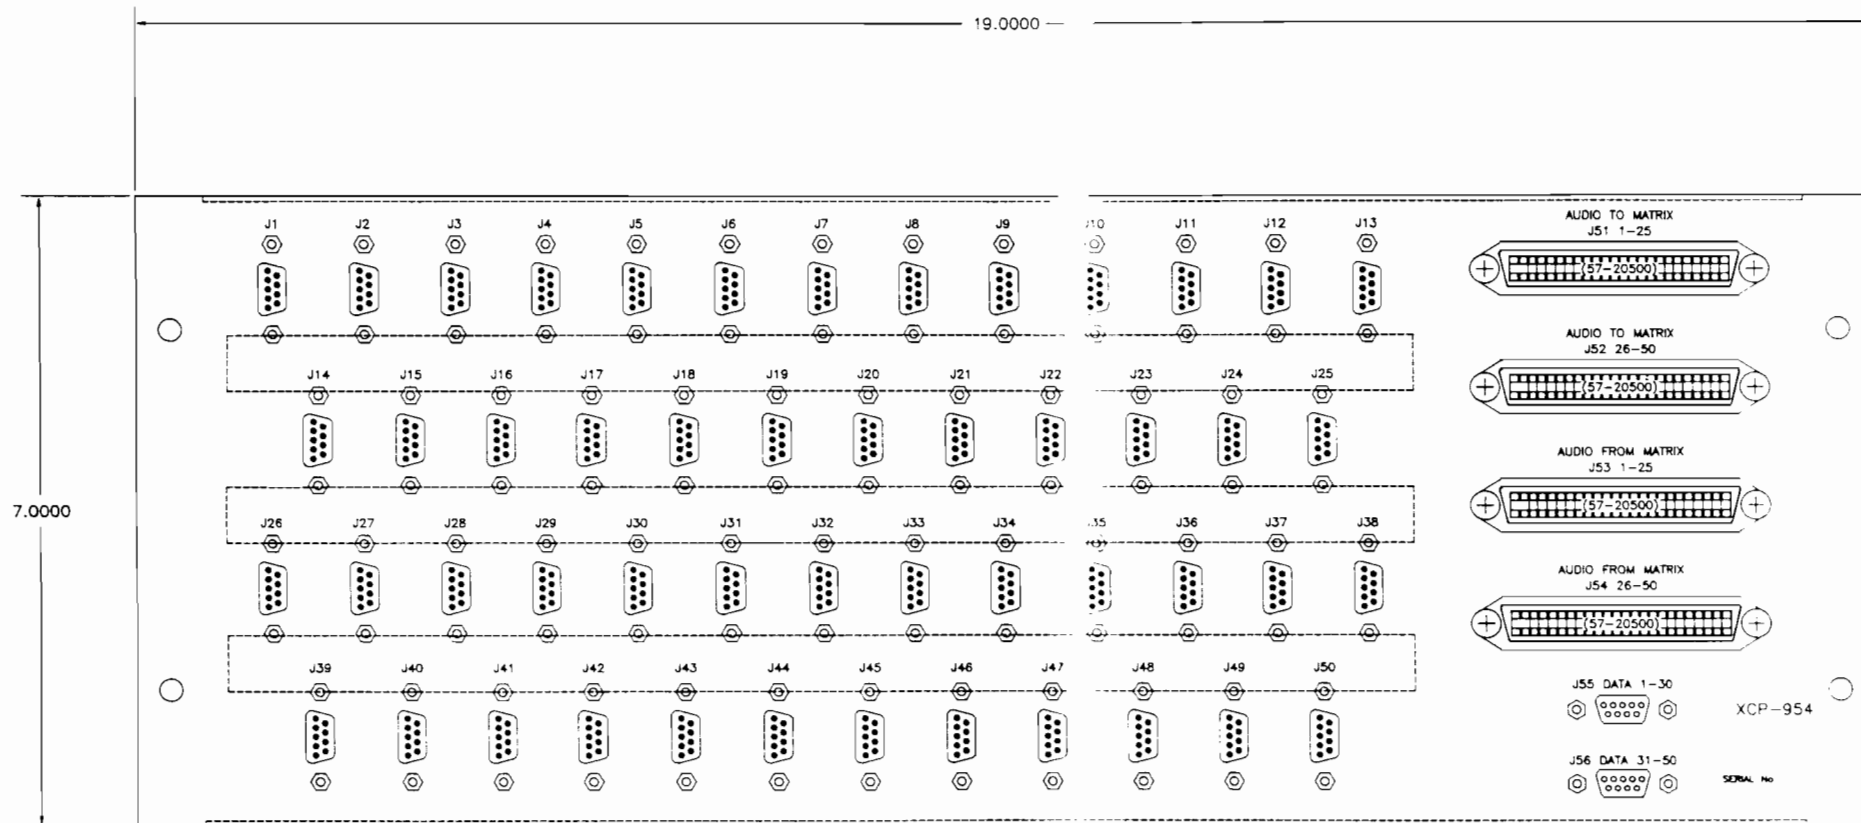 19.0000
7.0000
J1 J2 J3 J4 J5 J6 J7 J8 J9 J10 J11 J12 J13
J14 J15 J16 J17 J18 J19 J20 J21 J22 J23 J24 J25
J26 J27 J28 J29 J30 J31 J32 J33 J34 J35 J36 J37 J38
J39 J40 J41 J42 J43 J44 J45 J46 J47 J48 J49 J50
AUDIO TO MATRIX
J51 1-25
(57-20500)
AUDIO TO MATRIX
J52 26-50
(57-20500)
AUDIO FROM MATRIX
J53 1-25
(57-20500)
AUDIO FROM MATRIX
J54 26-50
(57-20500)
J55 DATA 1-30
XCP-954
J56 DATA 31-50
SERIAL No